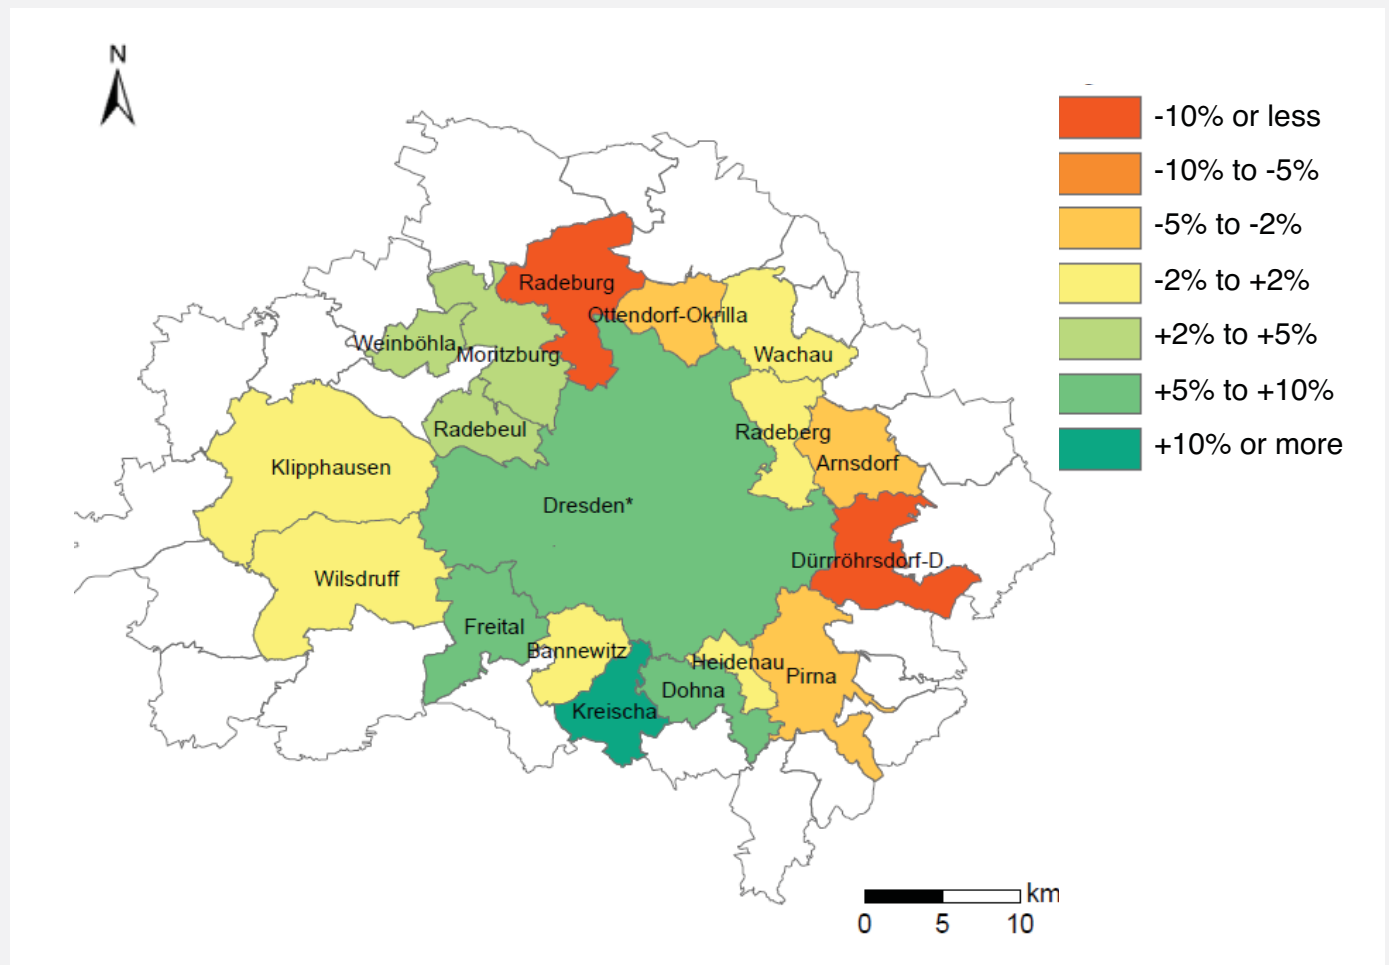 N
-10% or less
-10% to -5%
-5% to -2%
-2% to +2%
+2% to +5%
+5% to +10%
+10% or more
Radeburg
Ottendorf-Okrilla
Weinböhla
Moritzburg
Wachau
Radebeul
Radeberg
Klipphausen
Arnsdorf
Dresden*
Dürrröhrsdorf-D.
Wilsdruff
Freital
Bannewitz
Heidenau
Pirna
Dohna
Kreischa
km
0 5 10